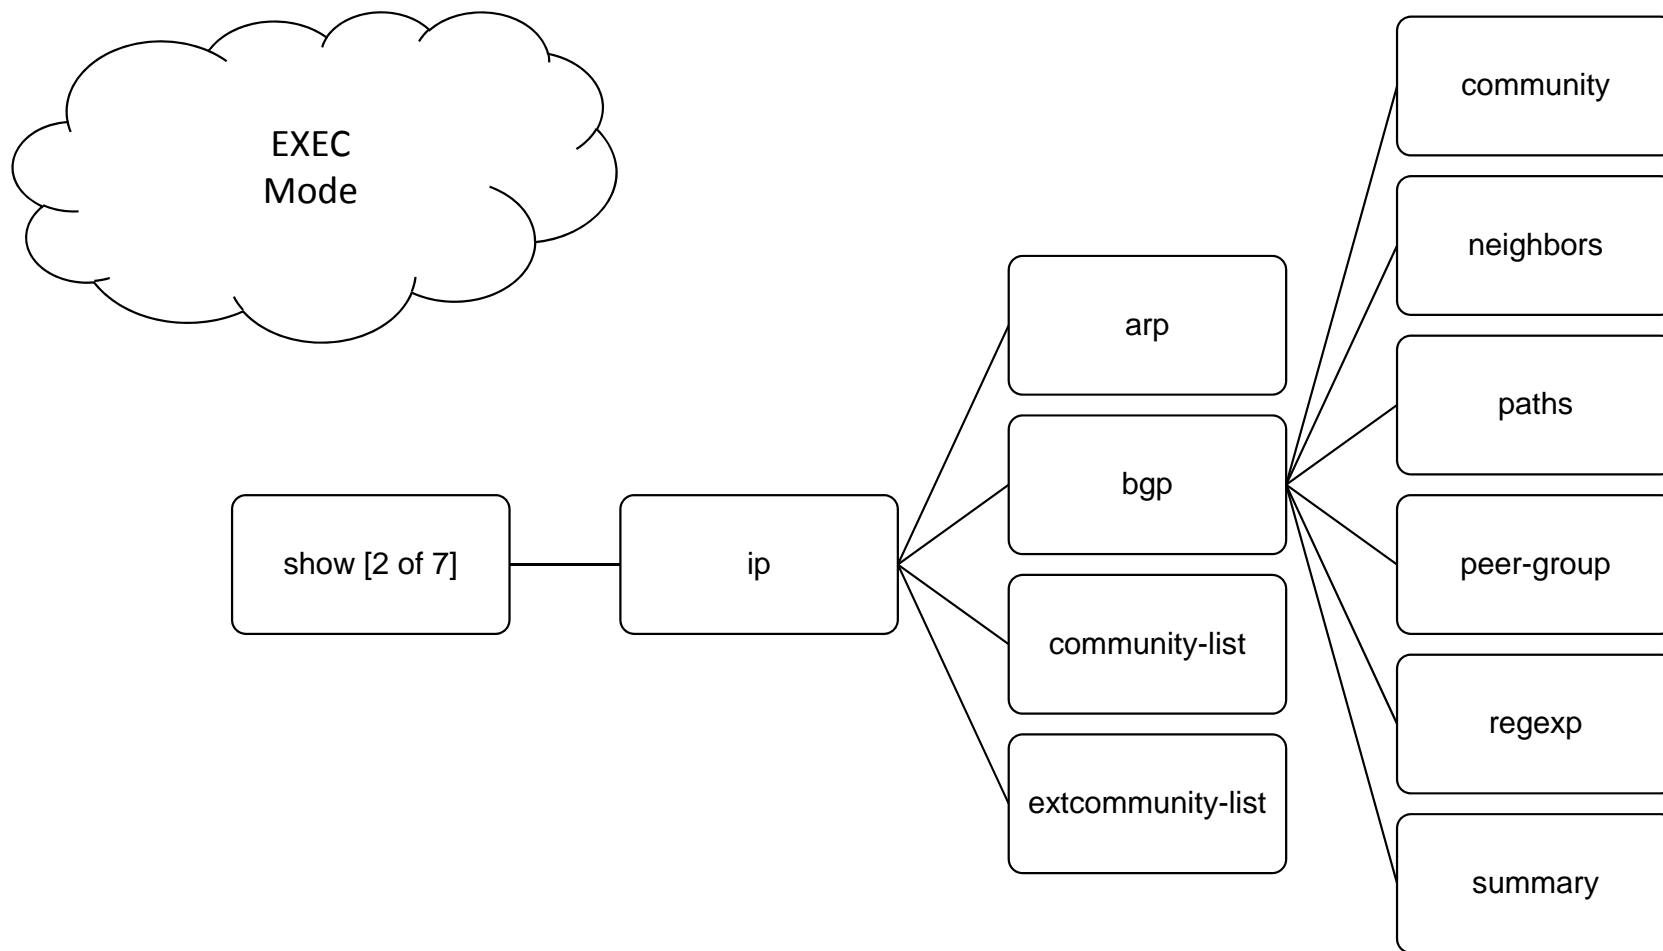 EXEC
Mode
show [2 of 7]
ip
arp
bgp
community-list
extcommunity-list
community
neighbors
paths
peer-group
regexp
summary